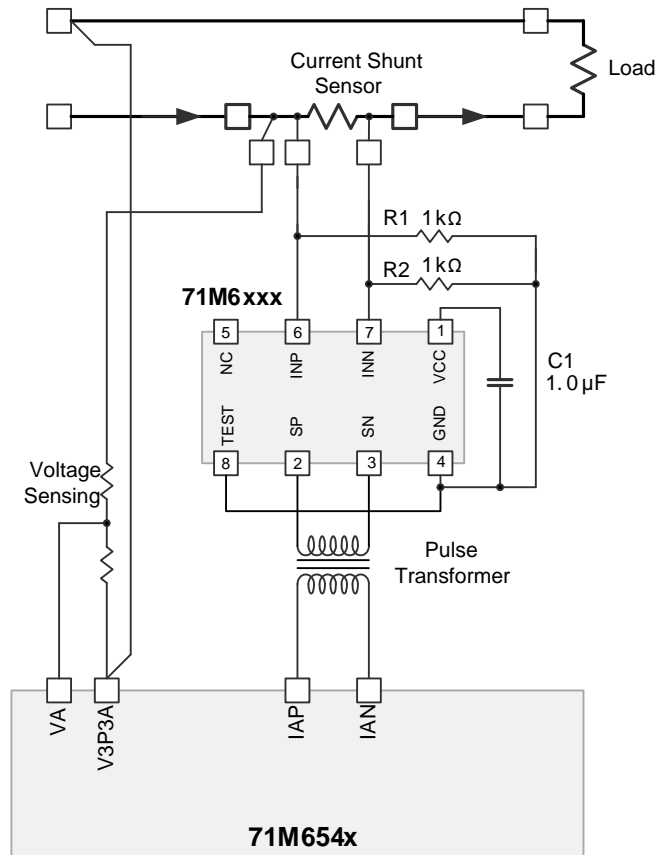 Current Shunt
Sensor
Load
R1 1kΩ
R2 1kΩ
71M6xxx
5
6
7
1
NC
INP
INN
VCC
C1
1.0µF
TEST
SP
SN
GND
8
2
3
4
Voltage
Sensing
Pulse
Transformer
VA
V3P3A
IAP
IAN
71M654x